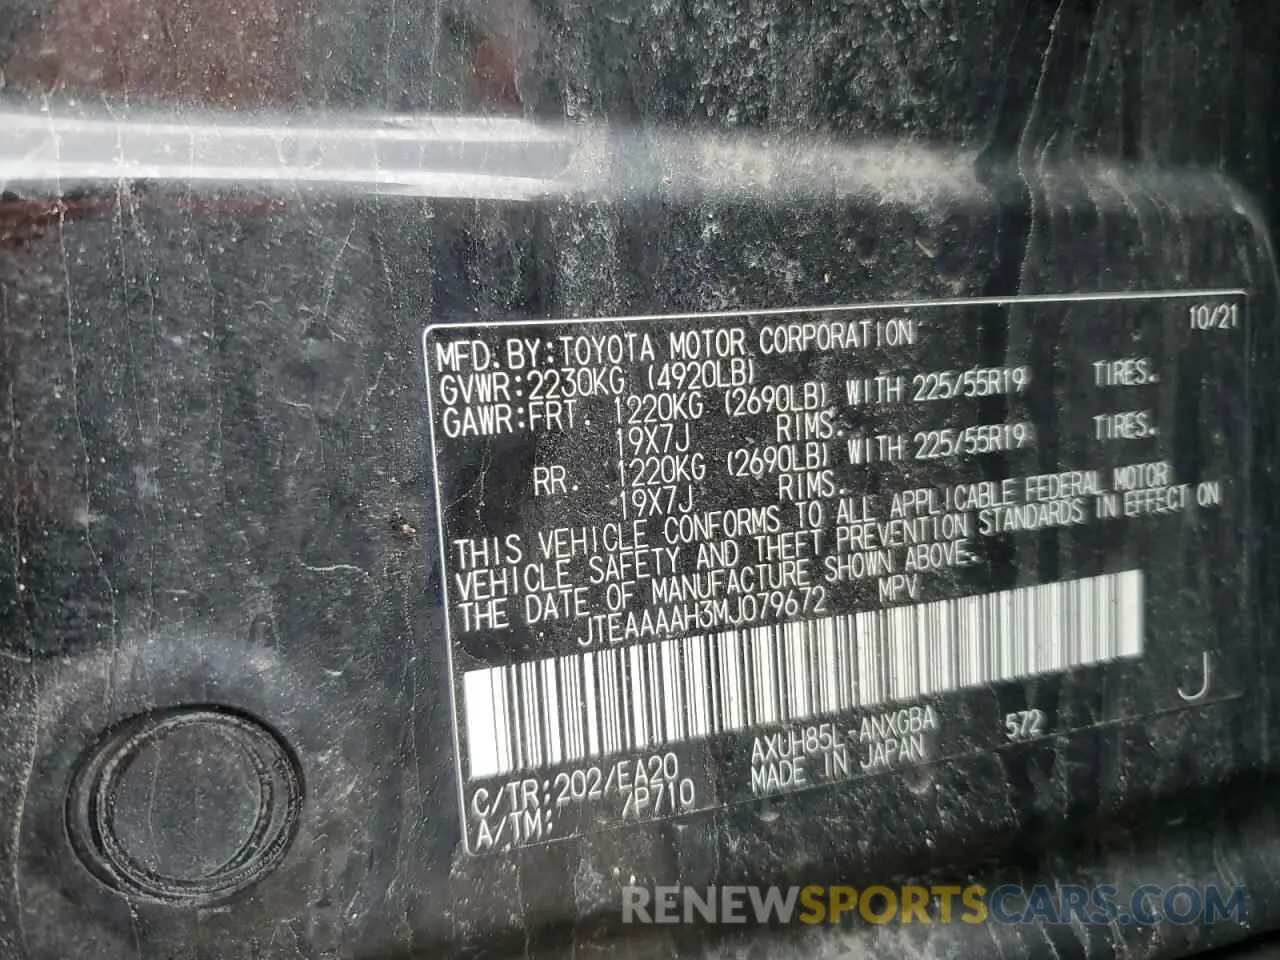 MFD. BY: TOYOTA MOTOR CORPORATION 10/21
GVWR: 2230KG (4920LB)
GAWR: FRT. 1220KG (2690LB) WITH 225/55R19 TIRES.
19X7J RIMS.
RR. 1220KG (2690LB) WITH 225/55R19 TIRES.
19X7J RIMS.
THIS VEHICLE CONFORMS TO ALL APPLICABLE FEDERAL MOTOR
VEHICLE SAFETY AND THEFT PREVENTION STANDARDS IN EFFECT ON
THE DATE OF MANUFACTURE SHOWN ABOVE.
JTEAAAAH3MJ079672 MPV
J
AXUH85L-ANXGBA 572
C/TR: 202/EA20 MADE IN JAPAN
A/TM: /P710
RENEWSPORTSCARS.COM